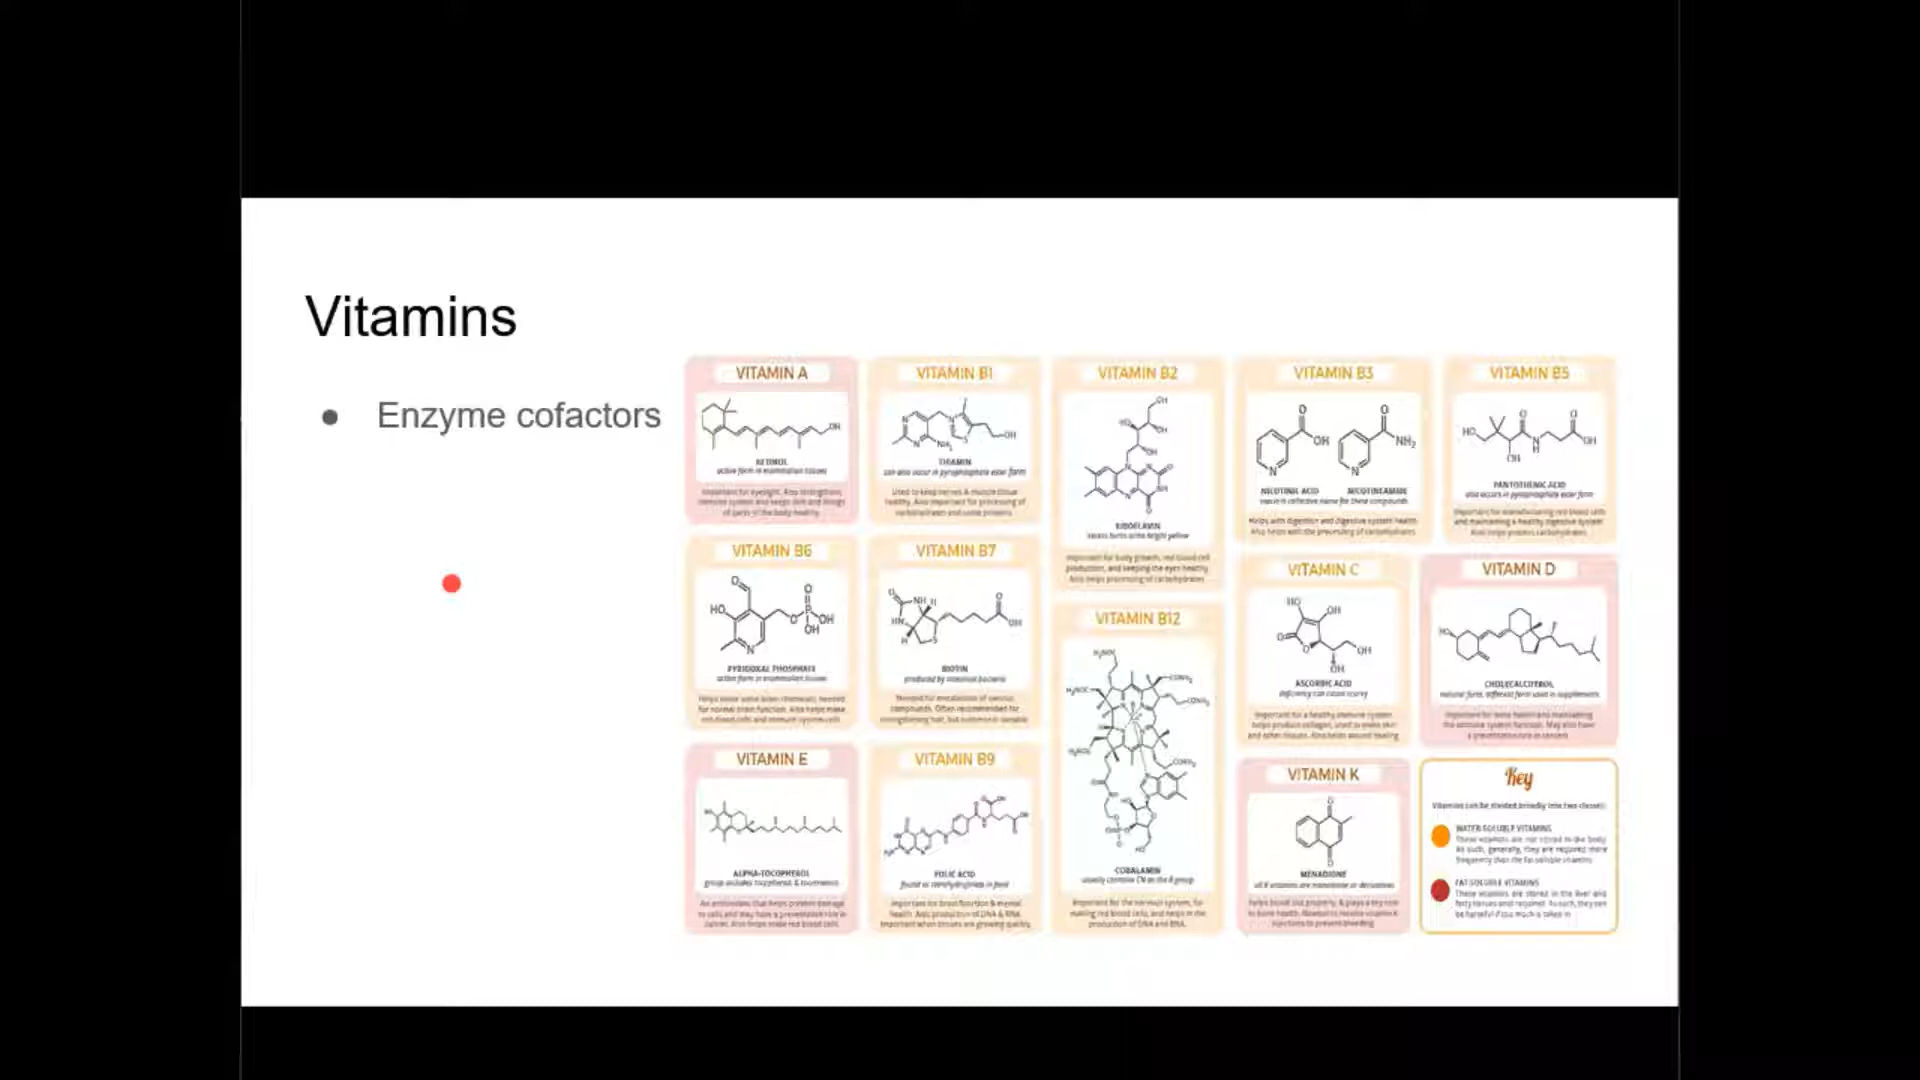 Vitamins
● Enzyme cofactors
VITAMIN A
RETINOL
active form in mammalian tissues
Important for eyesight. Also strengthens
immune system and keeps skin and linings
of parts of the body healthy.
VITAMIN B1
THIAMIN
can also occur in pyrophosphate ester form
Used to keep nerves & muscle tissue
healthy. Also important for processing of
carbohydrates and some proteins.
VITAMIN B2
RIBOFLAVIN
excess turns urine bright yellow
Important for body growth, red blood cell
production, and keeping the eyes healthy.
Also helps processing of carbohydrates.
VITAMIN B3
NICOTINIC ACID NICOTINEAMIDE
niacin is collective name for these compounds
Helps with digestion and digestive system health.
Also helps with the processing of carbohydrates.
VITAMIN B5
PANTOTHENIC ACID
also occurs in pyrophosphate ester form
Important for manufacturing red blood cells
and maintaining a healthy digestive system.
Also helps process carbohydrates.
VITAMIN B6
PYRIDOXAL PHOSPHATE
active form in mammalian tissues
Helps make some brain chemicals; needed
for normal brain function. Also helps make
red blood cells and immune system cells.
VITAMIN B7
BIOTIN
produced by intestinal bacteria
Needed for metabolism of various
compounds. Often recommended for
strengthening hair, but evidence is variable.
VITAMIN B12
COBALAMIN
usually contains CN as the R group
Important for the nervous system, for
making red blood cells, and helps in the
production of DNA and RNA.
VITAMIN C
ASCORBIC ACID
deficiency can cause scurvy
Important for a healthy immune system;
helps produce collagen, used to make skin
and other tissues. Also helps wound healing.
VITAMIN D
CHOLECALCIFEROL
natural form, different form used in supplements
Important for bone health and maintaining
the immune system function. May also have
a preventative role in cancers.
VITAMIN E
ALPHA-TOCOPHEROL
group includes tocopherols & tocotrienols
An antioxidant that helps prevent damage
to cells and may have a preventative role in
cancer. Also helps make red blood cells.
VITAMIN B9
FOLIC ACID
found as tetrahydrofolate in food
Important for brain function & mental
health. Aids production of DNA & RNA.
Important when tissues are growing quickly.
VITAMIN K
MENADIONE
all K vitamins are menadione or derivatives
Helps blood clot properly, & plays a key role
in bone health. Newborns receive vitamin K
injections to prevent bleeding.
Key
Vitamins can be divided broadly into two classes:
WATER-SOLUBLE VITAMINS
These vitamins are not stored in the body.
As such, generally, they are required more
frequently than the fat soluble vitamins.
FAT-SOLUBLE VITAMINS
These vitamins are stored in the liver and
fatty tissues until required. As such, they can
be harmful if too much is taken in.